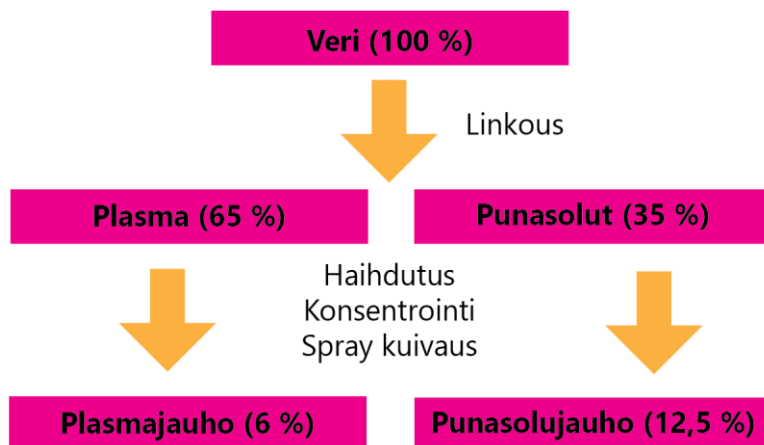 Veri (100 %)
Linkous
Plasma (65 %)
Punasolut (35 %)
Haihdutus
Konsentrointi
Spray kuivaus
Plasmajauho (6 %)
Punasolujauho (12,5 %)